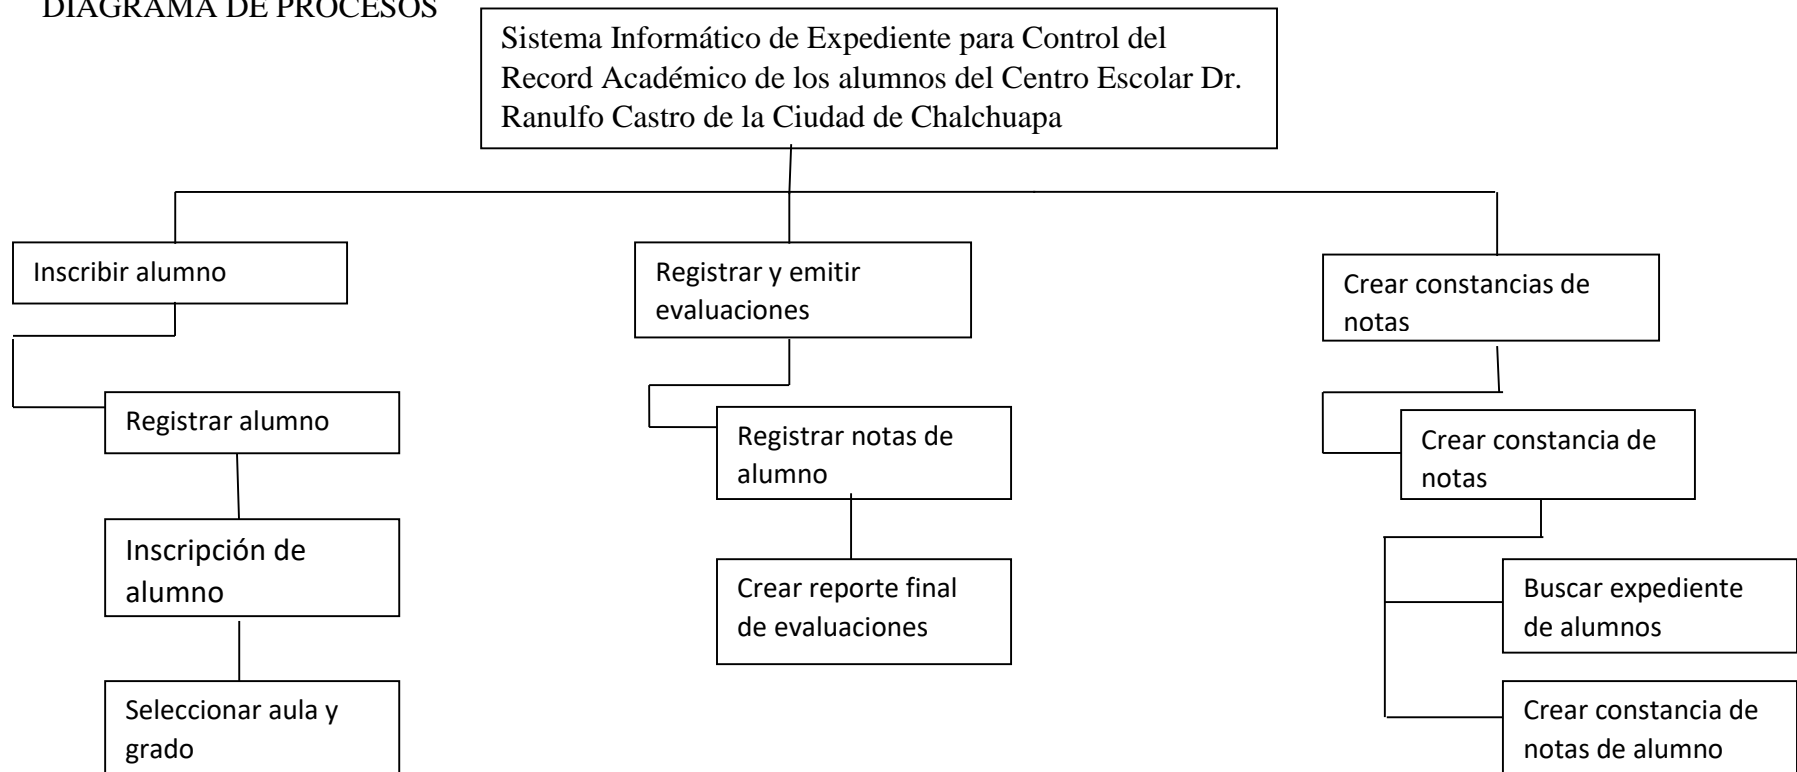 DIAGRAMA DE PROCESOS
Sistema Informático de Expediente para Control del
Record Académico de los alumnos del Centro Escolar Dr.
Ranulfo Castro de la Ciudad de Chalchuapa
Inscribir alumno
Registrar y emitir
evaluaciones
Crear constancias de
notas
Registrar alumno
Registrar notas de
alumno
Crear constancia de
notas
Inscripción de
alumno
Crear reporte final
de evaluaciones
Buscar expediente
de alumnos
Seleccionar aula y
grado
Crear constancia de
notas de alumno